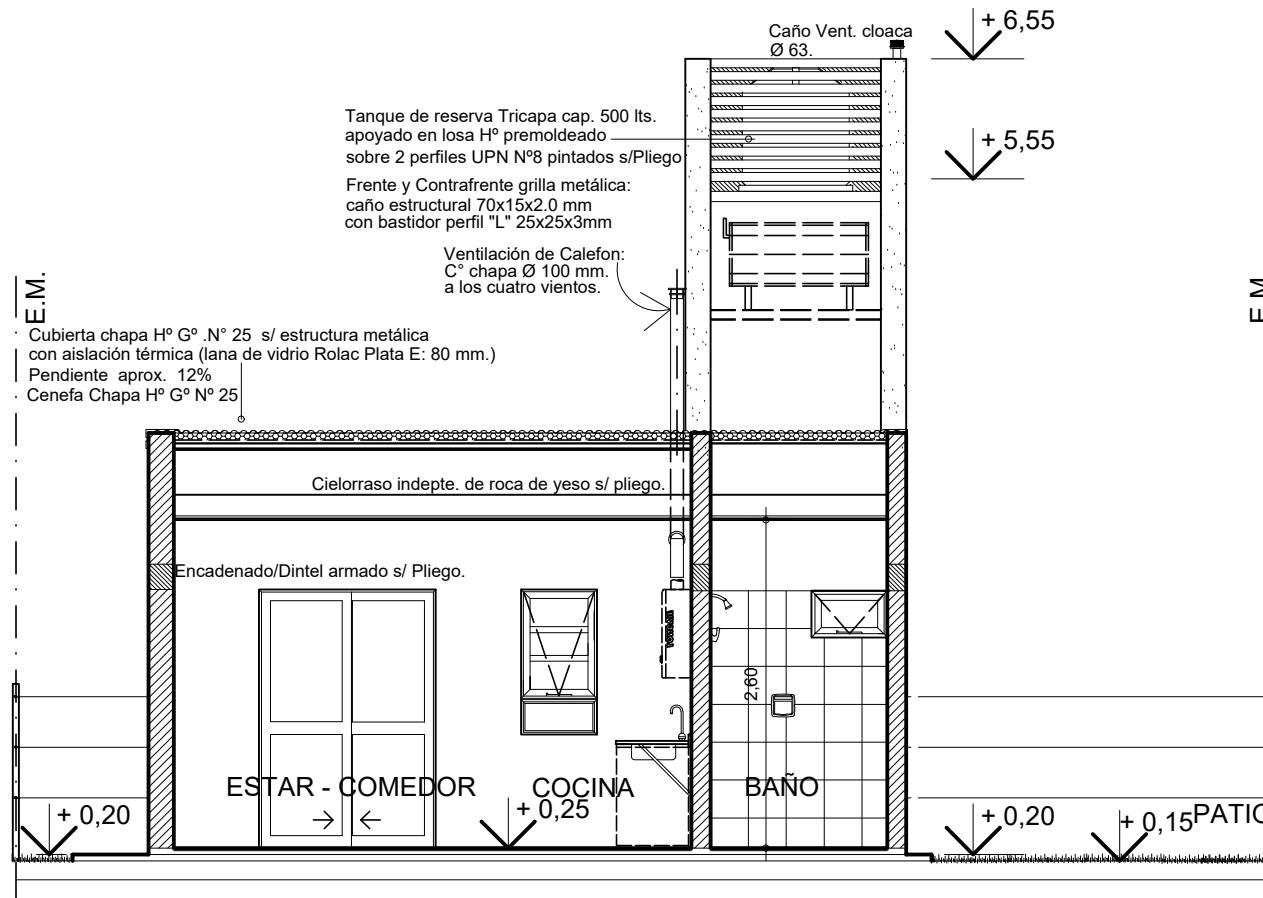 Caño Vent. cloaca
Ø 63.
+ 6,55
Tanque de reserva Tricapa cap. 500 lts.
apoyado en losa Hº premoldeado
sobre 2 perfiles UPN Nº8 pintados s/Pliego
+ 5,55
Frente y Contrafrente grilla metálica:
caño estructural 70x15x2.0 mm
con bastidor perfil "L" 25x25x3mm
Ventilación de Calefon:
C° chapa Ø 100 mm.
a los cuatro vientos.
E.M.
E.M.
Cubierta chapa Hº Gº .N° 25 s/ estructura metálica
con aislación térmica (lana de vidrio Rolac Plata E: 80 mm.)
Pendiente aprox. 12%
Cenefa Chapa Hº Gº Nº 25
Cielorraso indepte. de roca de yeso s/ pliego.
Encadenado/Dintel armado s/ Pliego.
2,60
ESTAR - COMEDOR
COCINA
BAÑO
+ 0,20
+ 0,25
+ 0,20
+ 0,15
PATIO